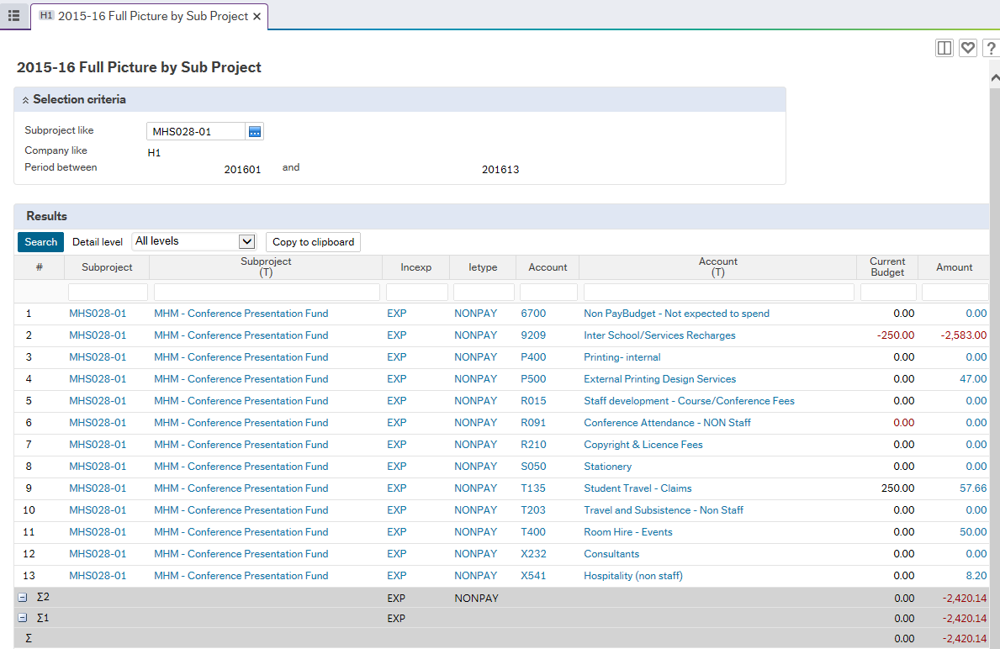 H1 2015-16 Full Picture by Sub Project ×
?
2015-16 Full Picture by Sub Project
Selection criteria
Subproject like MHS028-01 ...
Company like H1
Period between 201601 and 201613
Results
Search Detail level All levels Copy to clipboard
# Subproject Subproject (T) Incexp Ietype Account Account (T) Current Budget Amount
1 MHS028-01 MHM - Conference Presentation Fund EXP NONPAY 6700 Non PayBudget - Not expected to spend 0.00 0.00
2 MHS028-01 MHM - Conference Presentation Fund EXP NONPAY 9209 Inter School/Services Recharges -250.00 -2,583.00
3 MHS028-01 MHM - Conference Presentation Fund EXP NONPAY P400 Printing- internal 0.00 0.00
4 MHS028-01 MHM - Conference Presentation Fund EXP NONPAY P500 External Printing Design Services 0.00 47.00
5 MHS028-01 MHM - Conference Presentation Fund EXP NONPAY R015 Staff development - Course/Conference Fees 0.00 0.00
6 MHS028-01 MHM - Conference Presentation Fund EXP NONPAY R091 Conference Attendance - NON Staff 0.00 0.00
7 MHS028-01 MHM - Conference Presentation Fund EXP NONPAY R210 Copyright & Licence Fees 0.00 0.00
8 MHS028-01 MHM - Conference Presentation Fund EXP NONPAY S050 Stationery 0.00 0.00
9 MHS028-01 MHM - Conference Presentation Fund EXP NONPAY T135 Student Travel - Claims 250.00 57.66
10 MHS028-01 MHM - Conference Presentation Fund EXP NONPAY T203 Travel and Subsistence - Non Staff 0.00 0.00
11 MHS028-01 MHM - Conference Presentation Fund EXP NONPAY T400 Room Hire - Events 0.00 50.00
12 MHS028-01 MHM - Conference Presentation Fund EXP NONPAY X232 Consultants 0.00 0.00
13 MHS028-01 MHM - Conference Presentation Fund EXP NONPAY X541 Hospitality (non staff) 0.00 8.20
Σ2 EXP NONPAY 0.00 -2,420.14
Σ1 EXP 0.00 -2,420.14
Σ 0.00 -2,420.14